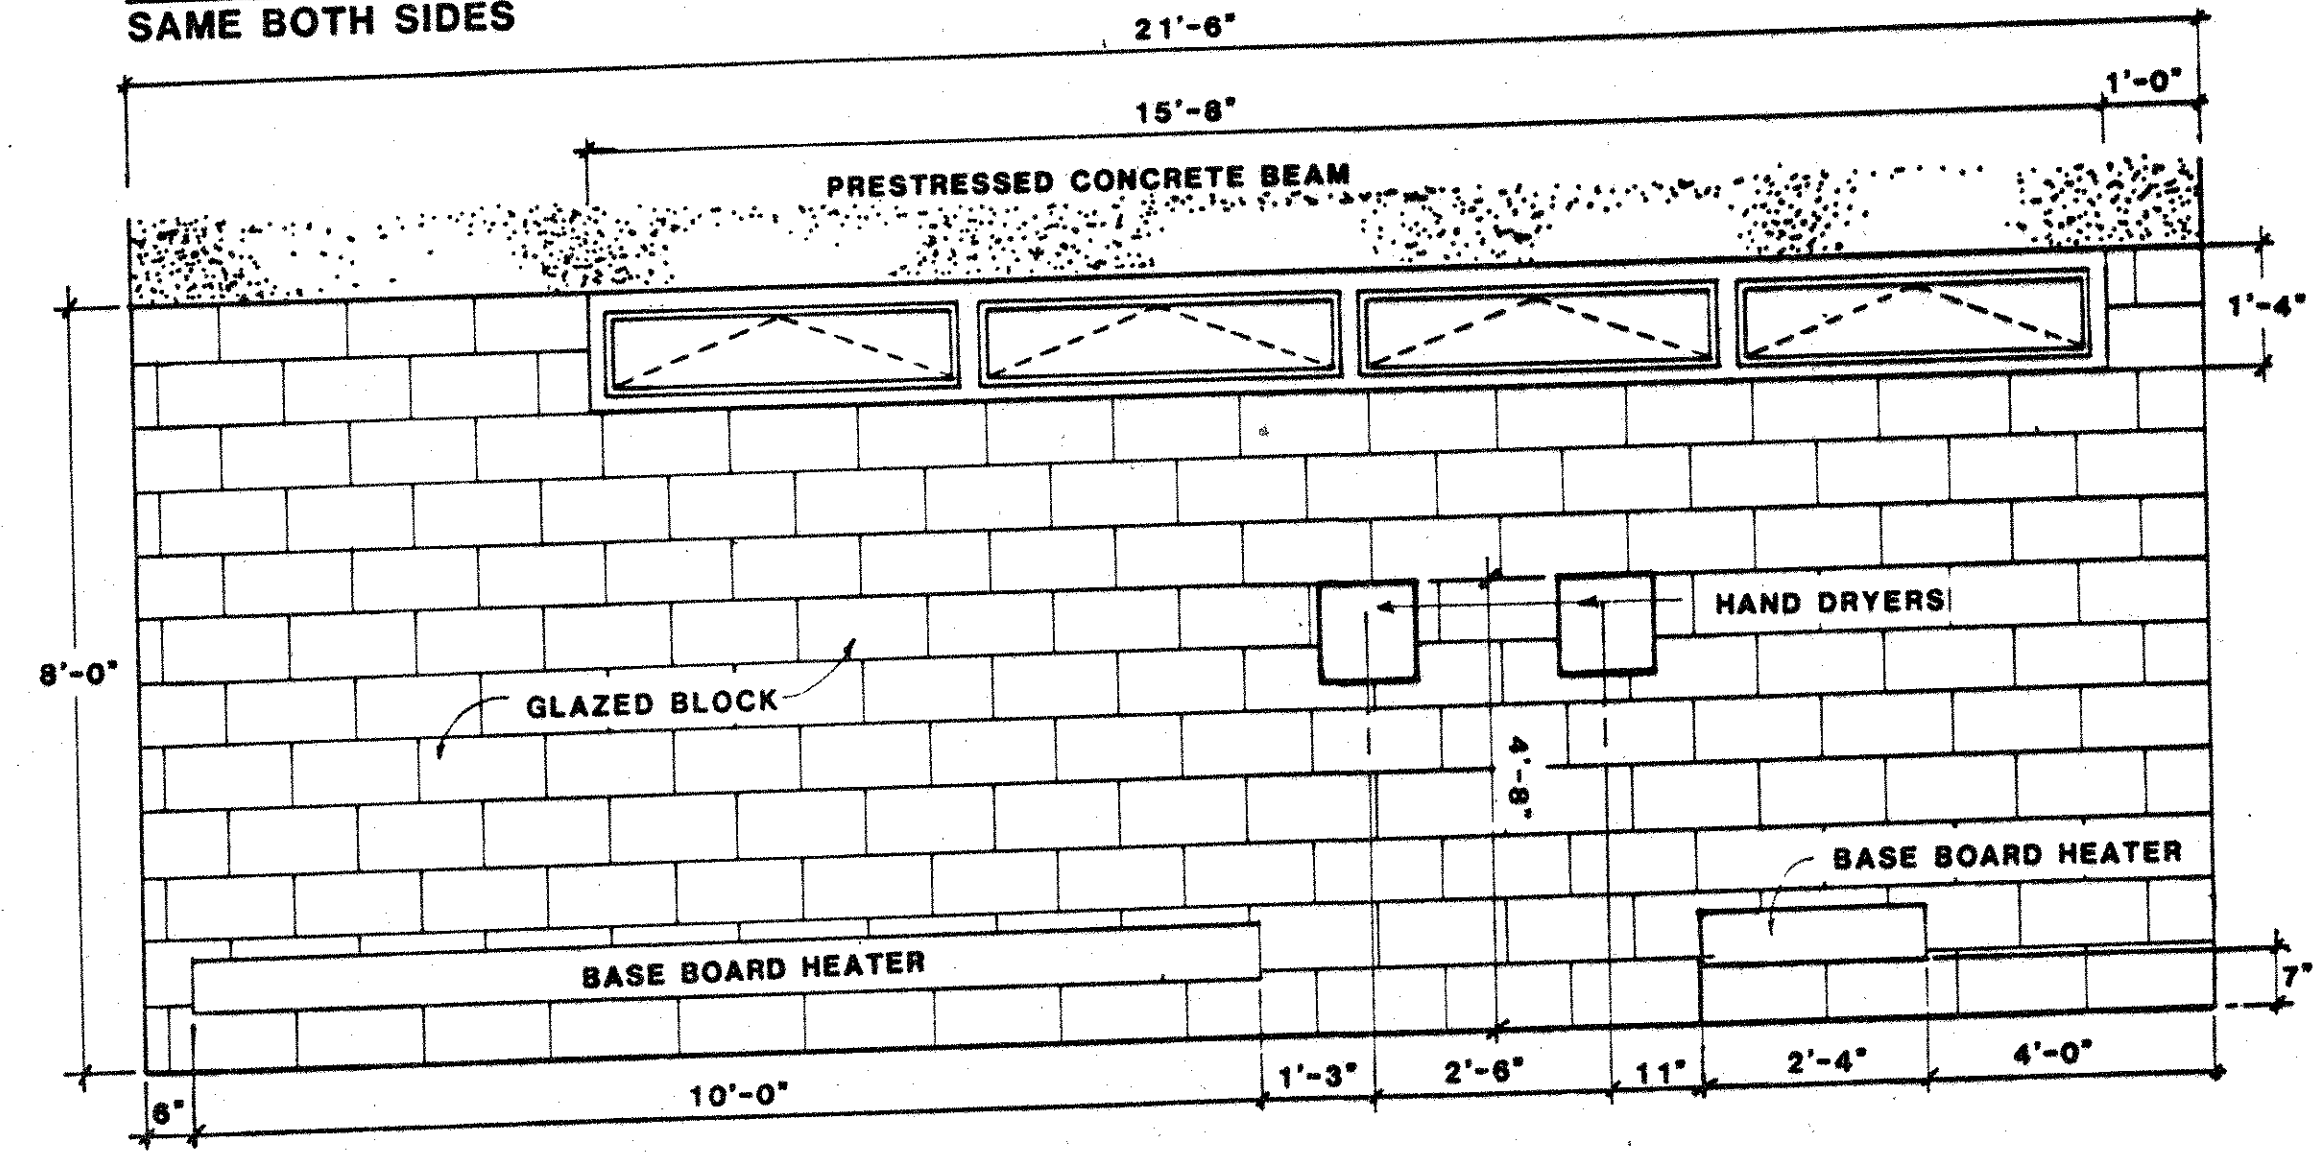 SAME BOTH SIDES
21'-6"
1'-0"
15'-8"
PRESTRESSED CONCRETE BEAM
1'-4"
HAND DRYERS
8'-0"
GLAZED BLOCK
4'-8"
BASE BOARD HEATER
BASE BOARD HEATER
7"
6"
10'-0"
1'-3"
2'-6"
11"
2'-4"
4'-0"